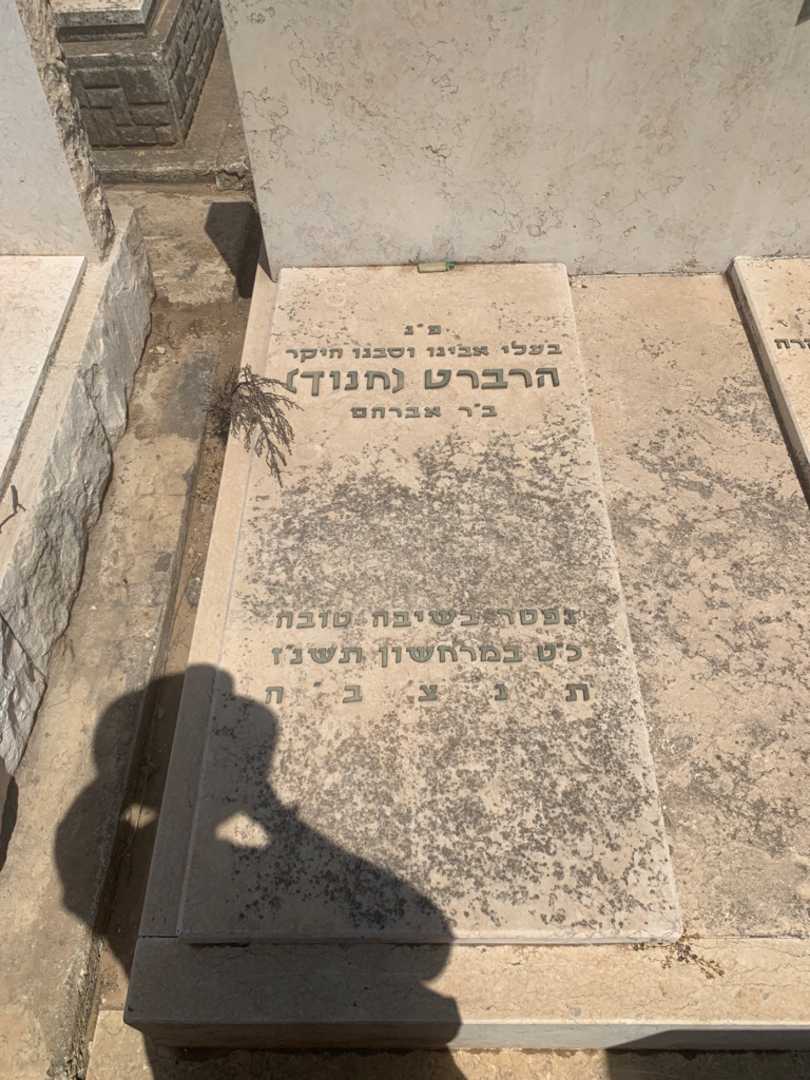 פ״נ
בעלי אבינו וסבנו היקר
הרברט (חנוך)
ב״ר אברהם
נפטר בשיבה טובה
כ״ט במרחשון תשנ״ז
ת נ צ ב ״ ה